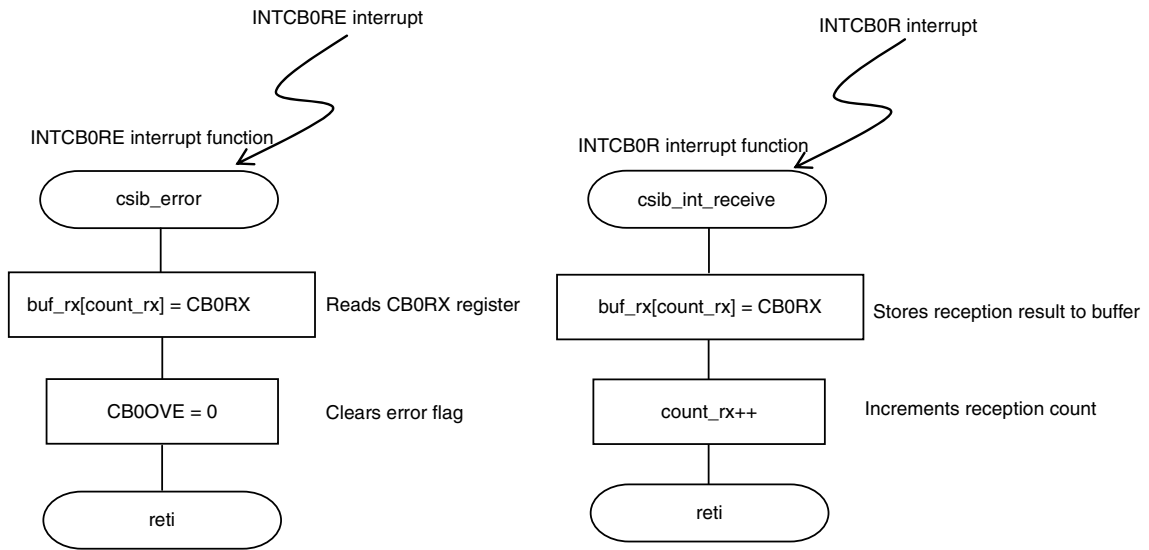 INTCB0RE interrupt
INTCB0RE interrupt function
csib_error
buf_rx[count_rx] = CB0RX
Reads CB0RX register
CB0OVE = 0
Clears error flag
reti
INTCB0R interrupt
INTCB0R interrupt function
csib_int_receive
buf_rx[count_rx] = CB0RX
Stores reception result to buffer
count_rx++
Increments reception count
reti